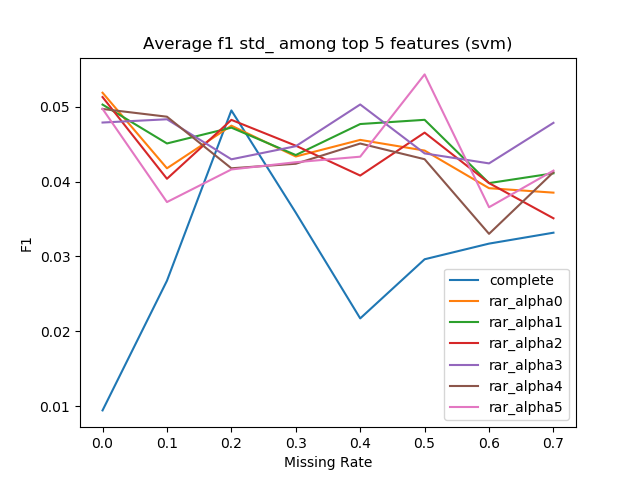 Average f1 std_ among top 5 features (svm)
F1
0.05
0.04
0.03
0.02
0.01
0.0 0.1 0.2 0.3 0.4 0.5 0.6 0.7
Missing Rate
complete
rar_alpha0
rar_alpha1
rar_alpha2
rar_alpha3
rar_alpha4
rar_alpha5